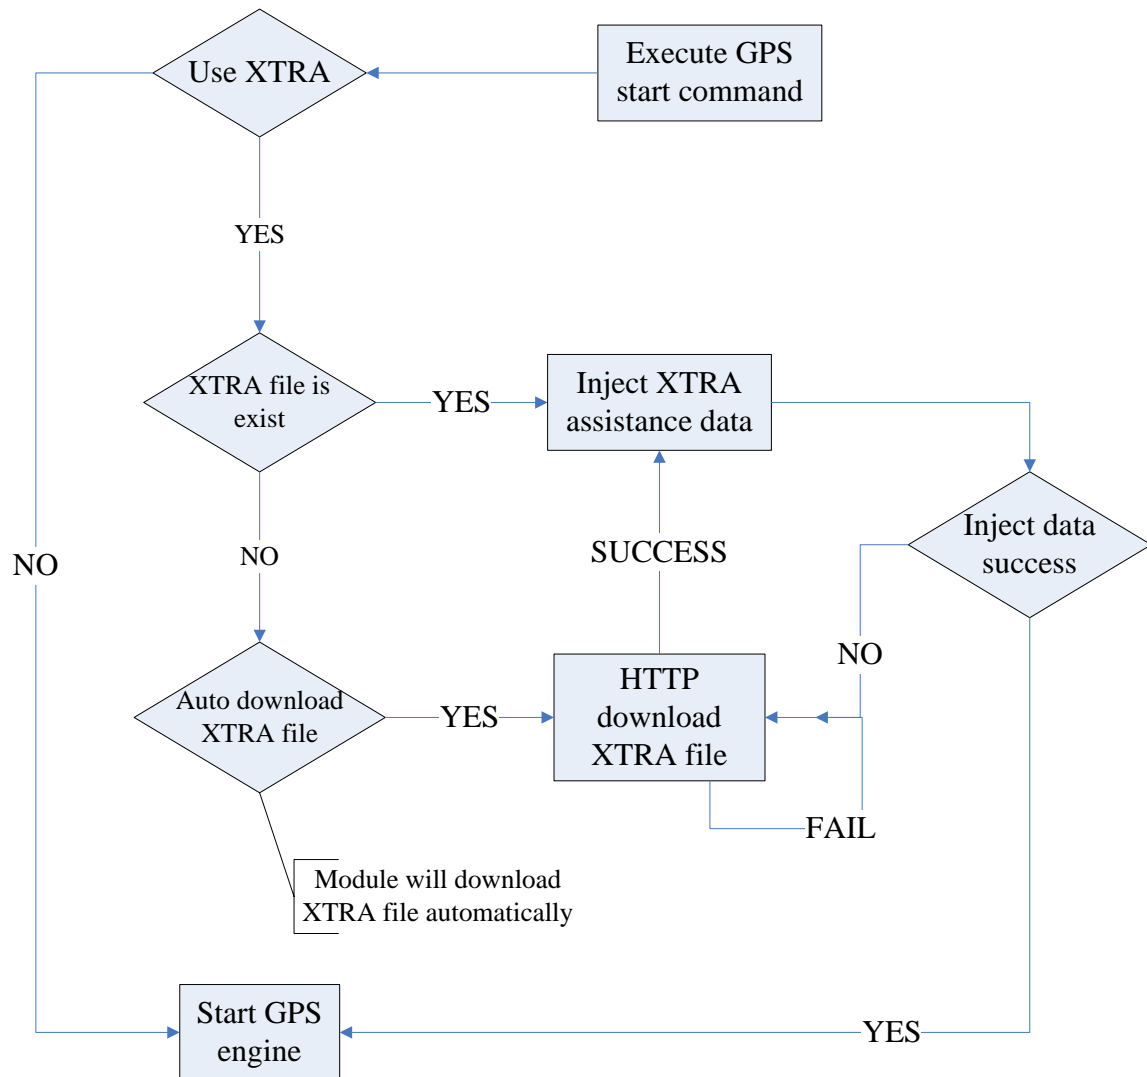 Use XTRA
Execute GPS
start command
YES
XTRA file is
exist
YES
Inject XTRA
assistance data
Inject data
success
NO
NO
SUCCESS
NO
Auto download
XTRA file
YES
HTTP
download
XTRA file
FAIL
Module will download
XTRA file automatically
Start GPS
engine
YES